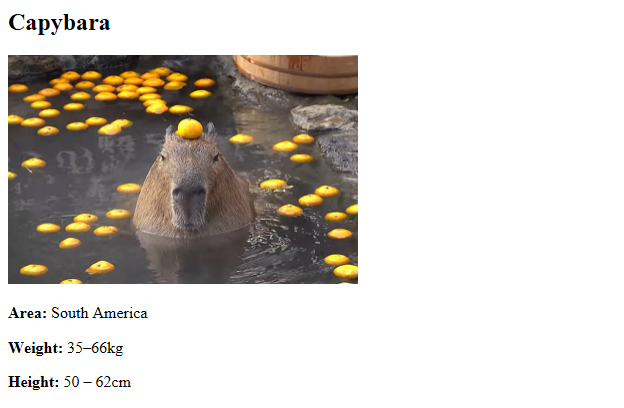 Capybara
Area: South America
Weight: 35–66kg
Height: 50 – 62cm